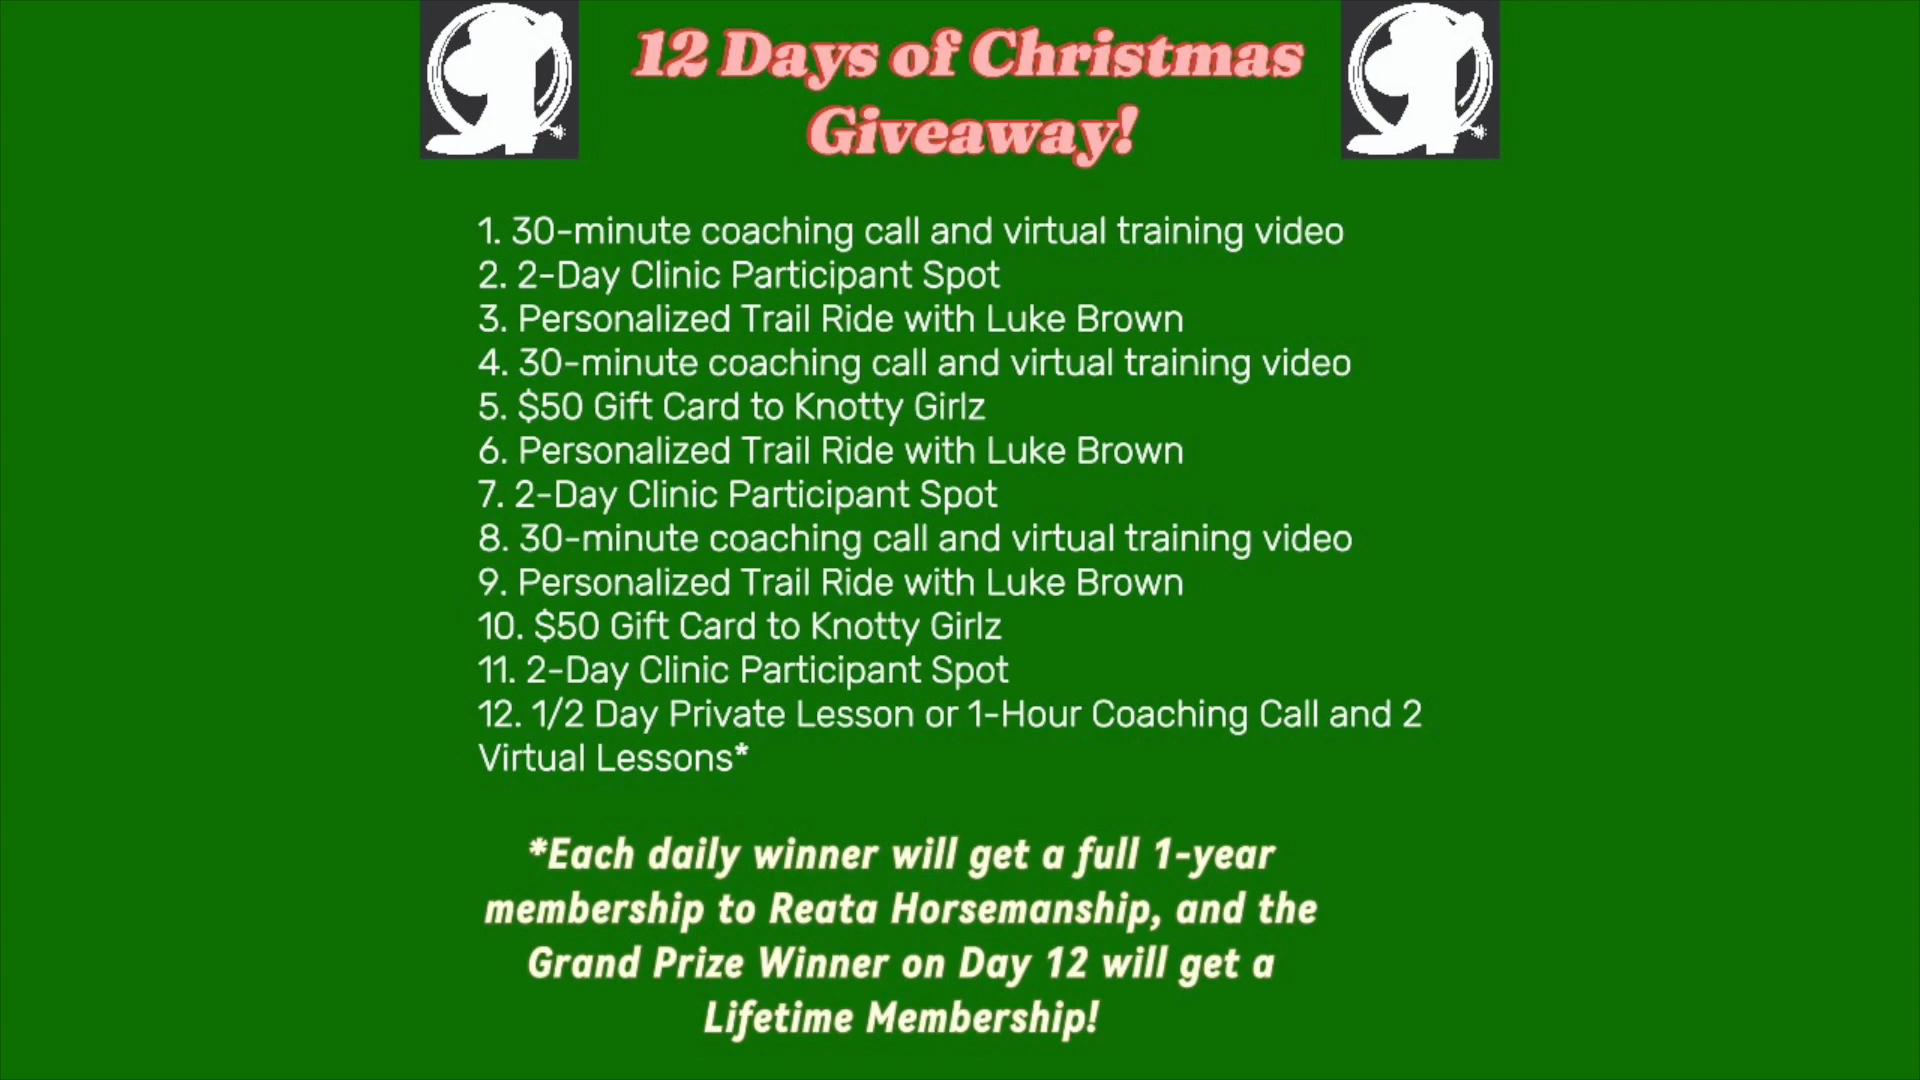 12 Days of Christmas
Giveaway!
1. 30-minute coaching call and virtual training video
2. 2-Day Clinic Participant Spot
3. Personalized Trail Ride with Luke Brown
4. 30-minute coaching call and virtual training video
5. $50 Gift Card to Knotty Girlz
6. Personalized Trail Ride with Luke Brown
7. 2-Day Clinic Participant Spot
8. 30-minute coaching call and virtual training video
9. Personalized Trail Ride with Luke Brown
10. $50 Gift Card to Knotty Girlz
11. 2-Day Clinic Participant Spot
12. 1/2 Day Private Lesson or 1-Hour Coaching Call and 2
Virtual Lessons*
*Each daily winner will get a full 1-year
membership to Reata Horsemanship, and the
Grand Prize Winner on Day 12 will get a
Lifetime Membership!